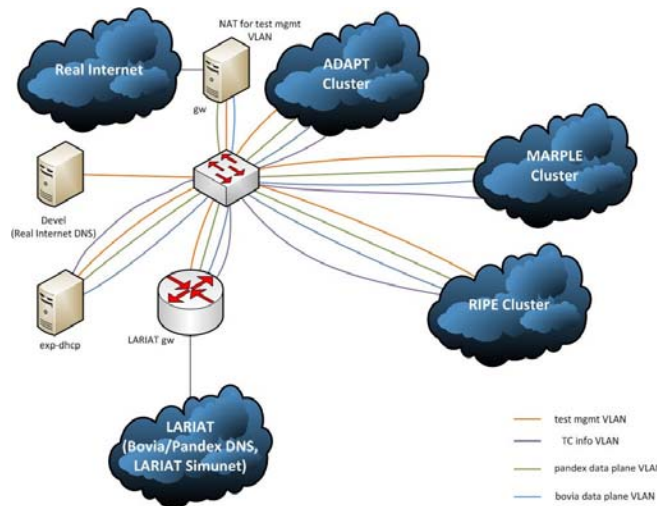 NAT for test mgmt
VLAN
Real Internet
ADAPT
Cluster
gw
MARPLE
Cluster
Devel
(Real Internet DNS)
RIPE Cluster
exp-dhcp
LARIAT gw
LARIAT
(Bovia/Pandex DNS,
LARIAT Simunet)
test mgmt VLAN
TC info VLAN
pandex data plane VLAN
bovia data plane VLAN